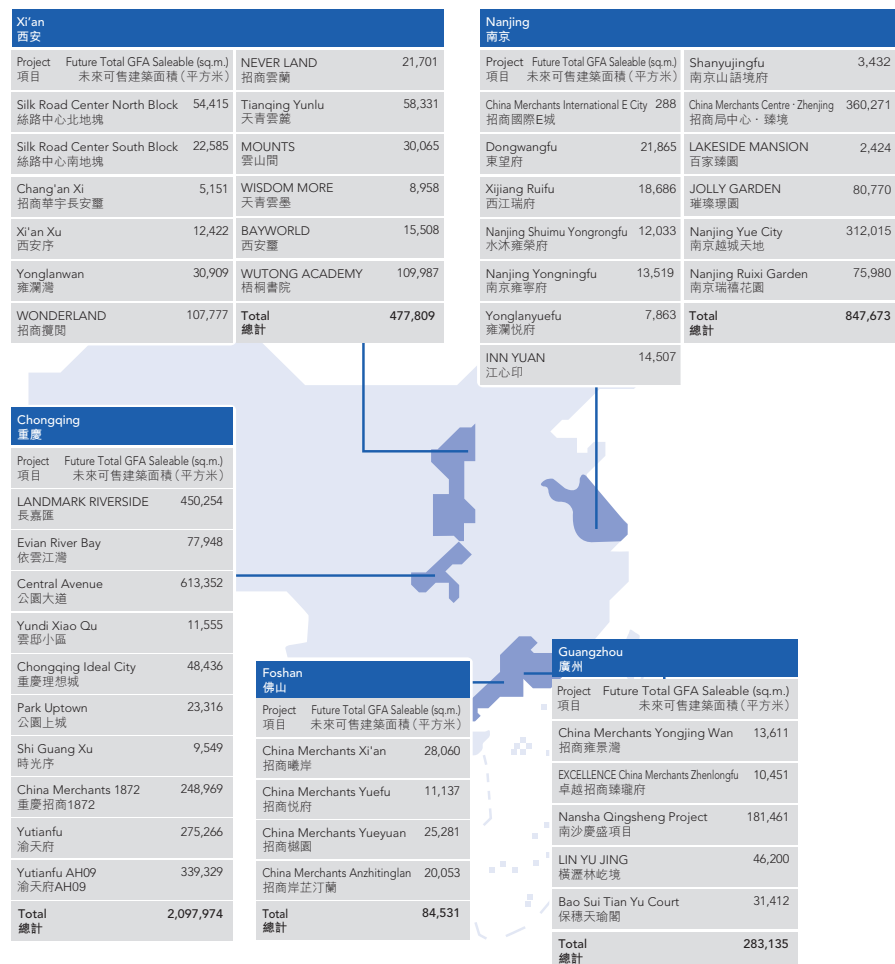 Xi'an
西安
Project Future Total GFA Saleable (sq.m.)
項目 未來可售建築面積（平方米）
Silk Road Center North Block 54,415
絲路中心北地塊
Silk Road Center South Block 22,585
絲路中心南地塊
Chang'an Xi 5,151
招商華宇長安璽
Xi'an Xu 12,422
西安序
Yonglanwan 30,909
雍瀾灣
WONDERLAND 107,777
招商攬閱
NEVER LAND 21,701
招商雲蘭
Tianqing Yunlu 58,331
天青雲麓
MOUNTS 30,065
雲山間
WISDOM MORE 8,958
天青雲墨
BAYWORLD 15,508
西安璽
WUTONG ACADEMY 109,987
梧桐書院
Total 477,809
總計
Nanjing
南京
Project Future Total GFA Saleable (sq.m.)
項目 未來可售建築面積（平方米）
China Merchants International E City 288
招商國際E城
Dongwangfu 21,865
東望府
Xijiang Ruifu 18,686
西江瑞府
Nanjing Shuimu Yongrongfu 12,033
水沐雍榮府
Nanjing Yongningfu 13,519
南京雍寧府
Yonglanyuefu 7,863
雍瀾悦府
INN YUAN 14,507
江心印
Shanyujingfu 3,432
南京山語境府
China Merchants Centre · Zhenjing 360,271
招商局中心 · 臻境
LAKESIDE MANSION 2,424
百家臻園
JOLLY GARDEN 80,770
璀璨璟園
Nanjing Yue City 312,015
南京越城天地
Nanjing Ruixi Garden 75,980
南京瑞禧花園
Total 847,673
總計
Chongqing
重慶
Project Future Total GFA Saleable (sq.m.)
項目 未來可售建築面積（平方米）
LANDMARK RIVERSIDE 450,254
長嘉匯
Evian River Bay 77,948
依雲江灣
Central Avenue 613,352
公園大道
Yundi Xiao Qu 11,555
雲邸小區
Chongqing Ideal City 48,436
重慶理想城
Park Uptown 23,316
公園上城
Shi Guang Xu 9,549
時光序
China Merchants 1872 248,969
重慶招商1872
Yutianfu 275,266
渝天府
Yutianfu AH09 339,329
渝天府AH09
Total 2,097,974
總計
Foshan
佛山
Project Future Total GFA Saleable (sq.m.)
項目 未來可售建築面積（平方米）
China Merchants Xi'an 28,060
招商曦岸
China Merchants Yuefu 11,137
招商悦府
China Merchants Yueyuan 25,281
招商樾園
China Merchants Anzhitinglan 20,053
招商岸芷汀蘭
Total 84,531
總計
Guangzhou
廣州
Project Future Total GFA Saleable (sq.m.)
項目 未來可售建築面積（平方米）
China Merchants Yongjing Wan 13,611
招商雍景灣
EXCELLENCE China Merchants Zhenlongfu 10,451
卓越招商臻瓏府
Nansha Qingsheng Project 181,461
南沙慶盛項目
LIN YU JING 46,200
橫瀝林屹境
Bao Sui Tian Yu Court 31,412
保穗天瑜閣
Total 283,135
總計